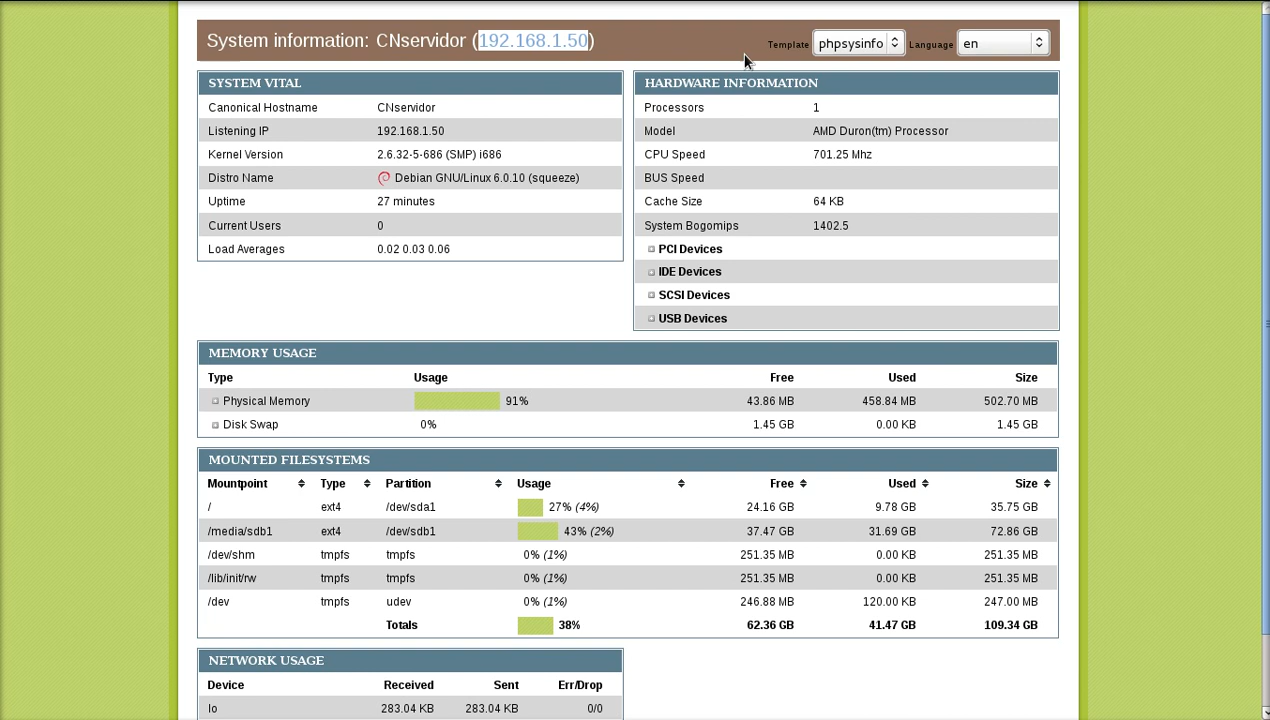 System information: CNservidor (192.168.1.50)
Template phpsysinfo Language en
SYSTEM VITAL
Canonical Hostname CNservidor
Listening IP 192.168.1.50
Kernel Version 2.6.32-5-686 (SMP) i686
Distro Name Debian GNU/Linux 6.0.10 (squeeze)
Uptime 27 minutes
Current Users 0
Load Averages 0.02 0.03 0.06
HARDWARE INFORMATION
Processors 1
Model AMD Duron(tm) Processor
CPU Speed 701.25 Mhz
BUS Speed
Cache Size 64 KB
System Bogomips 1402.5
PCI Devices
IDE Devices
SCSI Devices
USB Devices
MEMORY USAGE
Type Usage Free Used Size
Physical Memory 91% 43.86 MB 458.84 MB 502.70 MB
Disk Swap 0% 1.45 GB 0.00 KB 1.45 GB
MOUNTED FILESYSTEMS
Mountpoint Type Partition Usage Free Used Size
/ ext4 /dev/sda1 27% (4%) 24.16 GB 9.78 GB 35.75 GB
/media/sdb1 ext4 /dev/sdb1 43% (2%) 37.47 GB 31.69 GB 72.86 GB
/dev/shm tmpfs tmpfs 0% (1%) 251.35 MB 0.00 KB 251.35 MB
/lib/init/rw tmpfs tmpfs 0% (1%) 251.35 MB 0.00 KB 251.35 MB
/dev tmpfs udev 0% (1%) 246.88 MB 120.00 KB 247.00 MB
Totals 38% 62.36 GB 41.47 GB 109.34 GB
NETWORK USAGE
Device Received Sent Err/Drop
lo 283.04 KB 283.04 KB 0/0